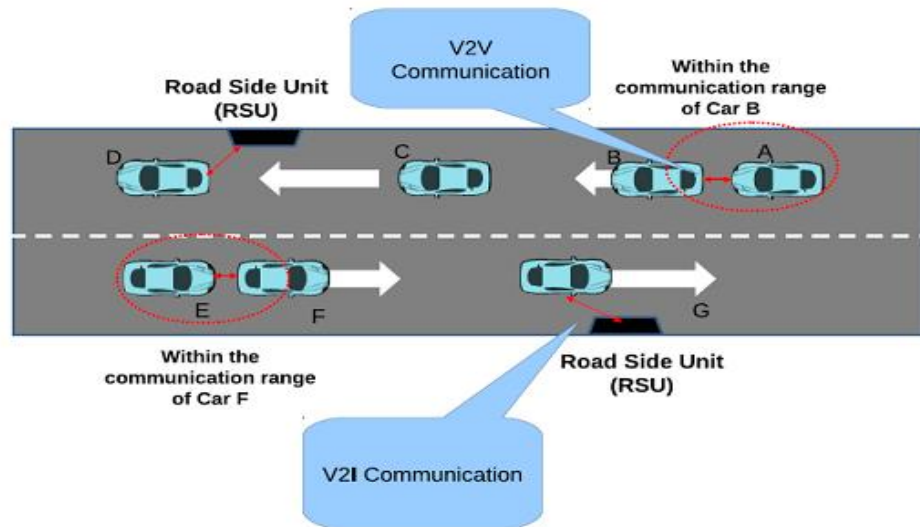 V2V
Communication
Within the
communication range
of Car B
Road Side Unit
(RSU)
D
C
B
A
E
F
G
Within the
communication range
of Car F
Road Side Unit
(RSU)
V2I Communication